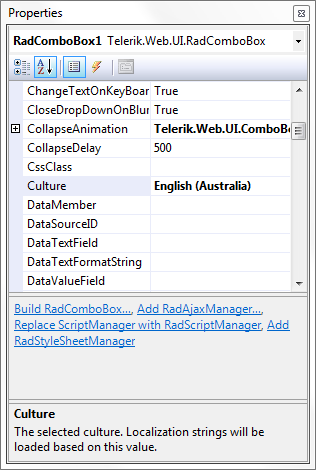 Properties
RadComboBox1 Telerik.Web.UI.RadComboBox
ChangeTextOnKeyBoar True
CloseDropDownOnBlur True
CollapseAnimation Telerik.Web.UI.ComboBo
CollapseDelay 500
CssClass
Culture English (Australia)
DataMember
DataSourceID
DataTextField
DataTextFormatString
DataValueField
Build RadComboBox..., Add RadAjaxManager...,
Replace ScriptManager with RadScriptManager, Add
RadStyleSheetManager
Culture
The selected culture. Localization strings will be
loaded based on this value.